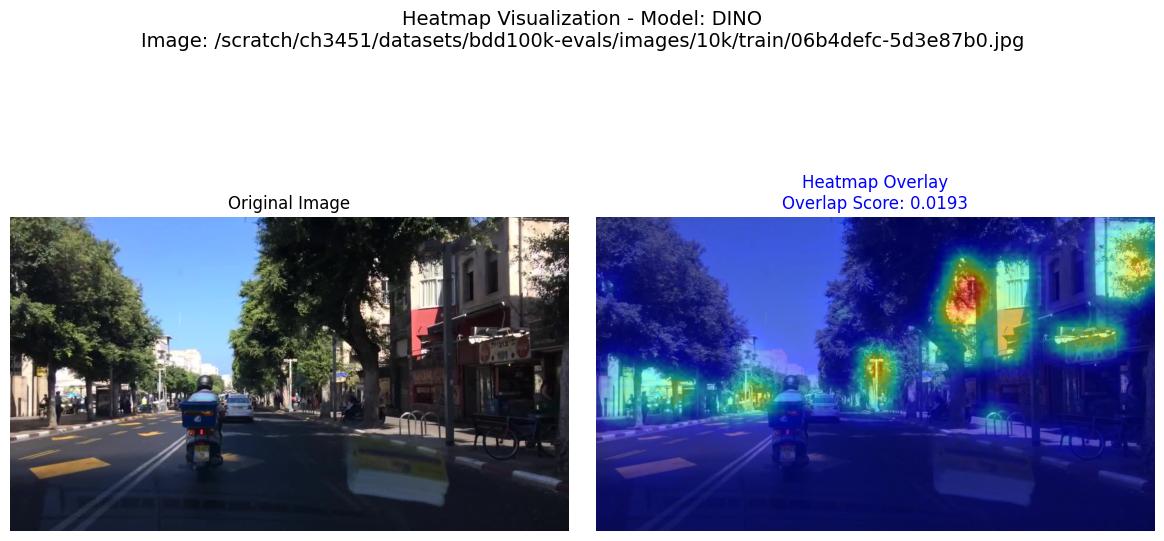 Heatmap Visualization - Model: DINO
Image: /scratch/ch3451/datasets/bdd100k-evals/images/10k/train/06b4defc-5d3e87b0.jpg
Original Image
Heatmap Overlay
Overlap Score: 0.0193